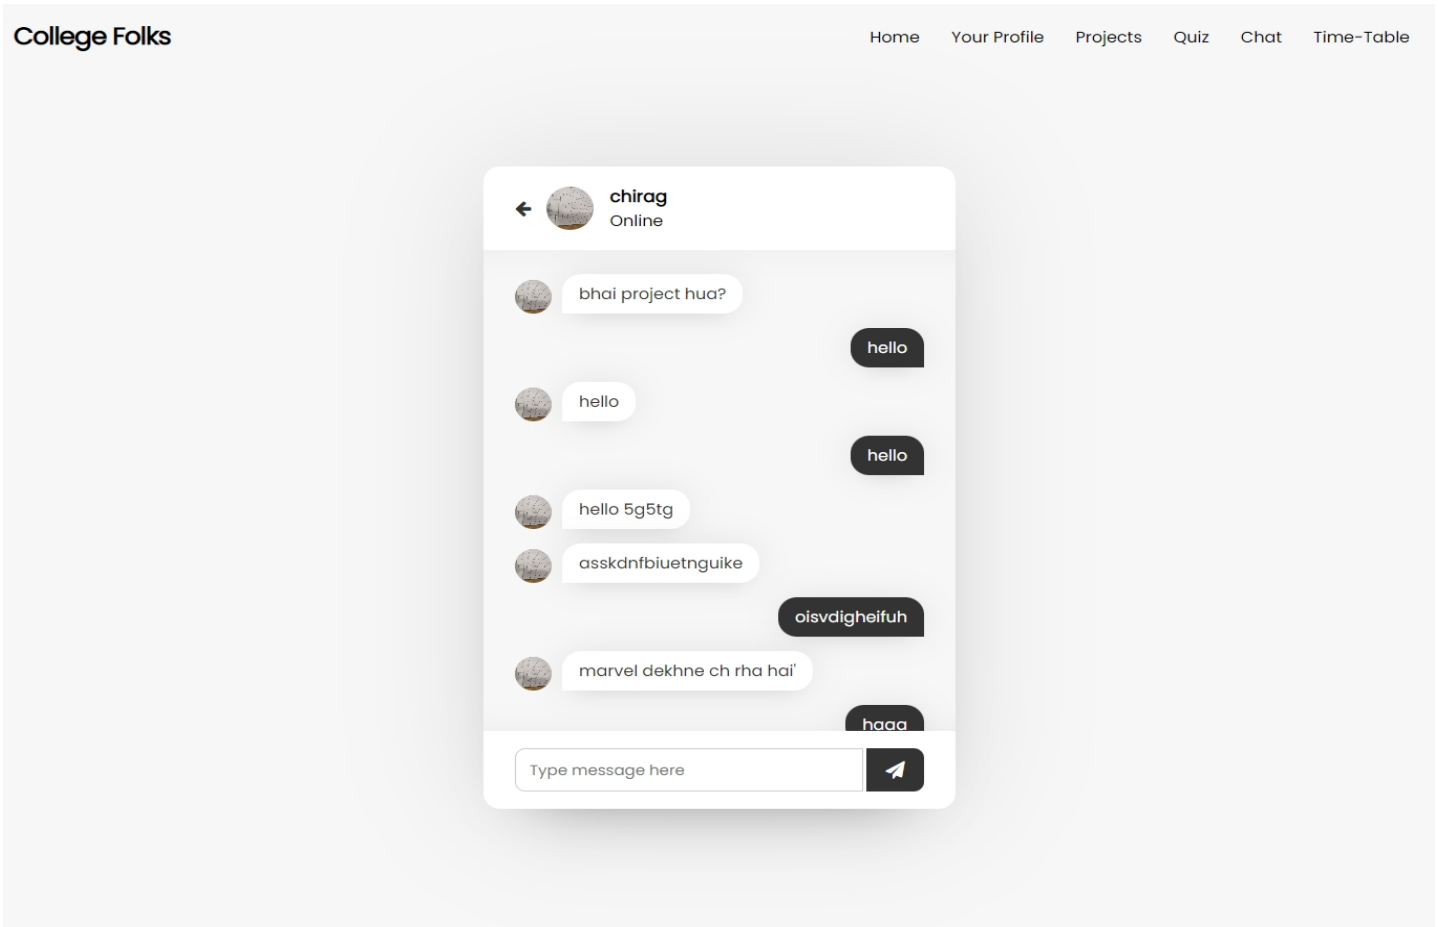 College Folks
Home Your Profile Projects Quiz Chat Time-Table
chirag
Online
bhai project hua?
hello
hello
hello
hello 5g5tg
asskdnfbiuetnguike
oisvdigheifuh
marvel dekhne ch rha hai'
haaa
Type message here